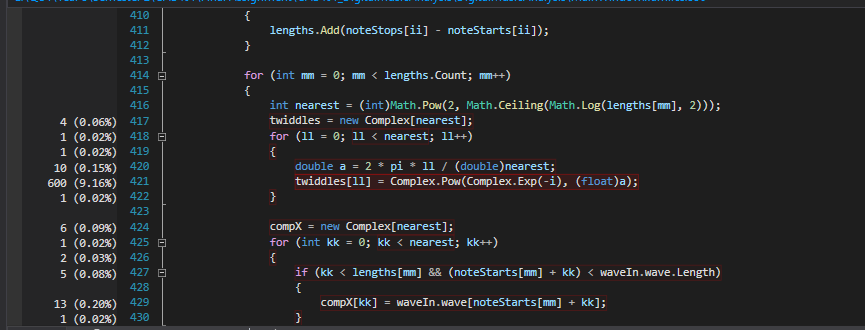 410 {
411 lengths.Add(noteStops[ii] - noteStarts[ii]);
412 }
413
414 for (int mm = 0; mm < lengths.Count; mm++)
415 {
416 int nearest = (int)Math.Pow(2, Math.Ceiling(Math.Log(lengths[mm], 2)));
4 (0.06%) 417 twiddles = new Complex[nearest];
1 (0.02%) 418 for (ll = 0; ll < nearest; ll++)
1 (0.02%) 419 {
10 (0.15%) 420 double a = 2 * pi * ll / (double)nearest;
600 (9.16%) 421 twiddles[ll] = Complex.Pow(Complex.Exp(-i), (float)a);
1 (0.02%) 422 }
423
6 (0.09%) 424 compX = new Complex[nearest];
1 (0.02%) 425 for (int kk = 0; kk < nearest; kk++)
2 (0.03%) 426 {
5 (0.08%) 427 if (kk < lengths[mm] && (noteStarts[mm] + kk) < waveIn.wave.Length)
428 {
13 (0.20%) 429 compX[kk] = waveIn.wave[noteStarts[mm] + kk];
1 (0.02%) 430 }